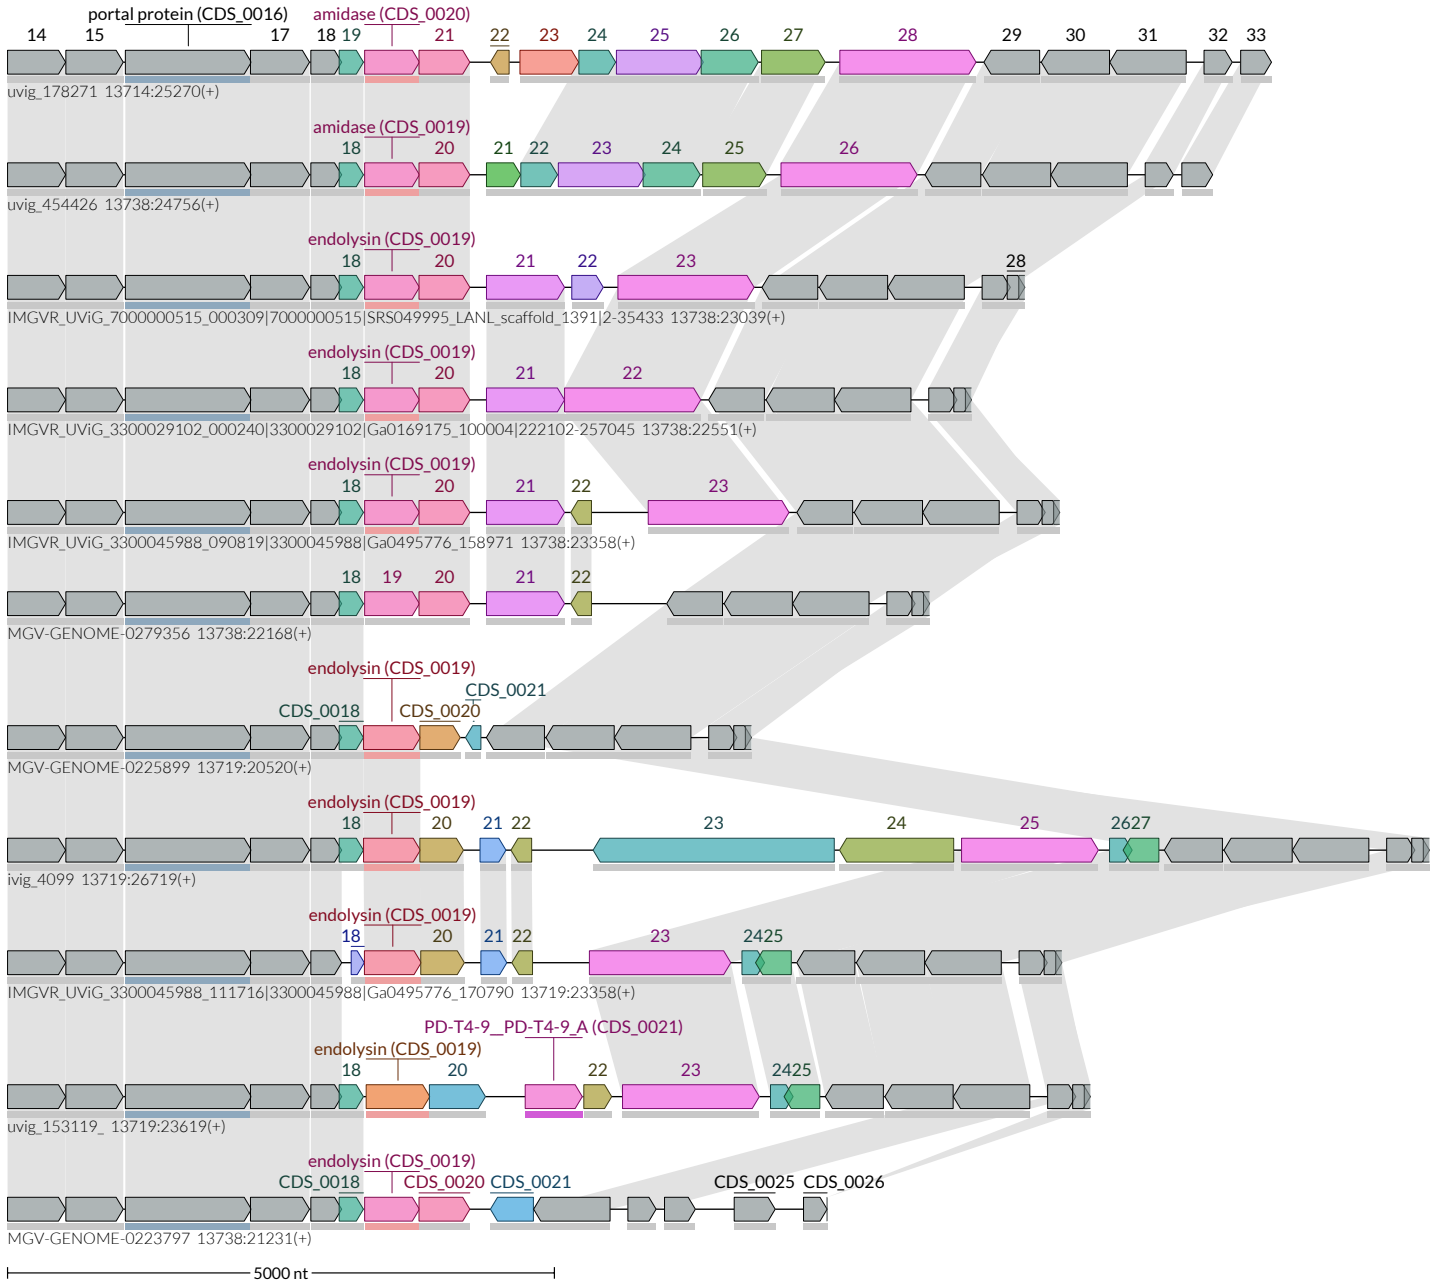 portal protein (CDS_0016) amidase (CDS_0020)
14 15 17 18 19 21 22 23 24 25 26 27 28 29 30 31 32 33
uvig_178271 13714:25270(+)
amidase (CDS_0019)
18 20 21 22 23 24 25 26
uvig_454426 13738:24756(+)
endolysin (CDS_0019)
18 20 21 22 23 28
IMGVR_UViG_7000000515_000309|7000000515|SRS049995_LANL_scaffold_1391|2-35433 13738:23039(+)
endolysin (CDS_0019)
18 20 21 22
IMGVR_UViG_3300029102_000240|3300029102|Ga0169175_100004|222102-257045 13738:22551(+)
endolysin (CDS_0019)
18 20 21 22 23
IMGVR_UViG_3300045988_090819|3300045988|Ga0495776_158971 13738:23358(+)
18 19 20 21 22
MGV-GENOME-0279356 13738:22168(+)
endolysin (CDS_0019)
CDS_0021
CDS_0018 CDS_0020
MGV-GENOME-0225899 13719:20520(+)
endolysin (CDS_0019)
18 20 21 22 23 24 25 26 27
ivig_4099 13719:26719(+)
endolysin (CDS_0019)
18 20 21 22 23 24 25
IMGVR_UViG_3300045988_111716|3300045988|Ga0495776_170790 13719:23358(+)
PD-T4-9__PD-T4-9_A (CDS_0021)
endolysin (CDS_0019)
18 20 22 23 24 25
uvig_153119_ 13719:23619(+)
endolysin (CDS_0019)
CDS_0018 CDS_0020 CDS_0021 CDS_0025 CDS_0026
MGV-GENOME-0223797 13738:21231(+)
5000 nt